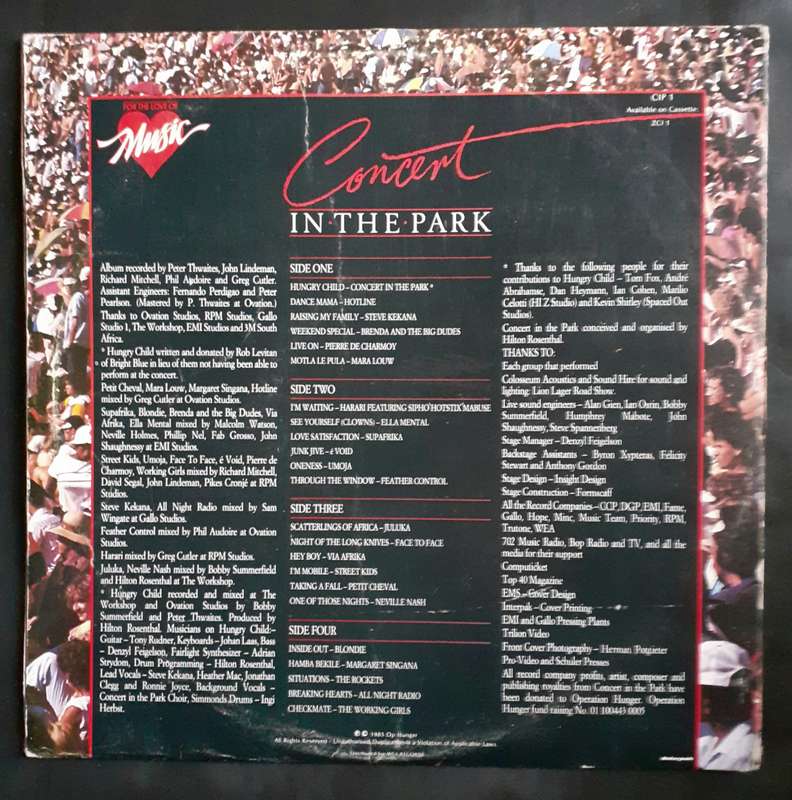 FOR THE LOVE OF
Music
CIP 1
Available on Cassette
ZCI 1
Concert
IN·THE·PARK
Album recorded by Peter Thwaites, John Lindeman,
Richard Mitchell, Phil Audoire and Greg Cutler.
Assistant Engineers: Fernando Perdigao and Peter
Pearlson. (Mastered by P. Thwaites at Ovation.)
Thanks to Ovation Studios, RPM Studios, Gallo
Studio 1, The Workshop, EMI Studios and 3M South
Africa.
* Hungry Child written and donated by Rob Levitan
of Bright Blue in lieu of them not having been able to
perform at the concert.
Petit Cheval, Mara Louw, Margaret Singana, Hotline
mixed by Greg Cutler at Ovation Studios.
Supafrika, Blondie, Brenda and the Big Dudes, Via
Afrika, Ella Mental mixed by Malcolm Watson,
Neville Holmes, Phillip Nel, Fab Grosso, John
Shaughnessy at EMI Studios.
Street Kids, Umoja, Face To Face, é Void, Pierre de
Charmoy, Working Girls mixed by Richard Mitchell,
David Segal, John Lindeman, Pikes Cronjé at RPM
Studios.
Steve Kekana, All Night Radio mixed by Sam
Wingate at Gallo Studios.
Feather Control mixed by Phil Audoire at Ovation
Studios.
Harari mixed by Greg Cutler at RPM Studios.
Juluka, Neville Nash mixed by Bobby Summerfield
and Hilton Rosenthal at The Workshop.
* Hungry Child recorded and mixed at The
Workshop and Ovation Studios by Bobby
Summerfield and Peter Thwaites. Produced by
Hilton Rosenthal. Musicians on Hungry Child:–
Guitar – Tony Rudner, Keyboards – Johan Laas, Bass
– Denzyl Feigelson, Fairlight Synthesizer – Adrian
Strydom, Drum Programming – Hilton Rosenthal,
Lead Vocals – Steve Kekana, Heather Mac, Jonathan
Clegg and Ronnie Joyce, Background Vocals –
Concert in the Park Choir, Simmonds Drums – Ingi
Herbst.
SIDE ONE
HUNGRY CHILD – CONCERT IN THE PARK *
DANCE MAMA – HOTLINE
RAISING MY FAMILY – STEVE KEKANA
WEEKEND SPECIAL – BRENDA AND THE BIG DUDES
LIVE ON – PIERRE DE CHARMOY
MOTLA LE PULA – MARA LOUW
SIDE TWO
I'M WAITING – HARARI FEATURING SIPHO 'HOTSTIX' MABUSE
SEE YOURSELF (CLOWNS) – ELLA MENTAL
LOVE SATISFACTION – SUPAFRIKA
JUNK JIVE – é VOID
ONENESS – UMOJA
THROUGH THE WINDOW – FEATHER CONTROL
SIDE THREE
SCATTERLINGS OF AFRICA – JULUKA
NIGHT OF THE LONG KNIVES – FACE TO FACE
HEY BOY – VIA AFRIKA
I'M MOBILE – STREET KIDS
TAKING A FALL – PETIT CHEVAL
ONE OF THOSE NIGHTS – NEVILLE NASH
SIDE FOUR
INSIDE OUT – BLONDIE
HAMBA BEKILE – MARGARET SINGANA
SITUATIONS – THE ROCKETS
BREAKING HEARTS – ALL NIGHT RADIO
CHECKMATE – THE WORKING GIRLS
* Thanks to the following people for their
contributions to Hungry Child – Tom Fox, André
Abrahamse, Dan Heymann, Ian Cohen, Manlio
Celotti (HI Z Studio) and Kevin Shirley (Spaced Out
Studios).
Concert in the Park conceived and organised by
Hilton Rosenthal.
THANKS TO:
Each group that performed
Colosseum Acoustics and Sound Hire for sound and
lighting: Lion Lager Road Show.
Live sound engineers – Alan Gien, Ian Osrin, Bobby
Summerfield, Humphrey Mabote, John
Shaughnessy, Steve Spannenberg
Stage Manager – Denzyl Feigelson
Backstage Assistants – Byron Xypteras, Felicity
Stewart and Anthony Gordon
Stage Design – Insight Design
Stage Construction – Formacaff
All the Record Companies – CCP, DGP, EMI, Fame,
Gallo, Hope, Minc, Music Team, Priority, RPM,
Trutone, WEA
702 Music Radio, Bop Radio and TV, and all the
media for their support
Computicket
Top 40 Magazine
EMS – Cover Design
Interpak – Cover Printing
EMI and Gallo Pressing Plants
Trilion Video
Front Cover Photography – Herman Potgieter
Pro-Video and Schuler Presses
All record company profits, artist, composer and
publishing royalties from Concert in the Park have
been donated to Operation Hunger. Operation
Hunger fund raising No. 01 100443 0005
℗ © 1985 Op Hunger
All Rights Reserved – Unauthorised Duplication is a Violation of Applicable Laws.
Distributed by